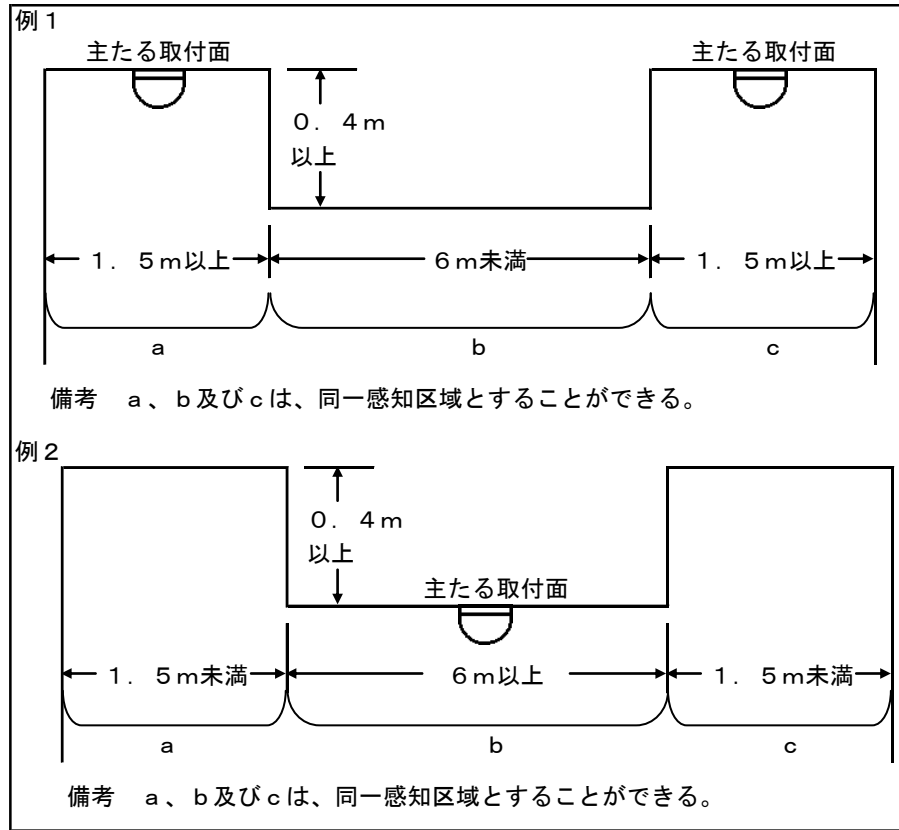 例1
主たる取付面 主たる取付面
0.4m
以上
1.5m以上 6m未満 1.5m以上
a b c
備考 a、b及びcは、同一感知区域とすることができる。
例2
0.4m
以上
主たる取付面
1.5m未満 6m以上 1.5m未満
a b c
備考 a、b及びcは、同一感知区域とすることができる。